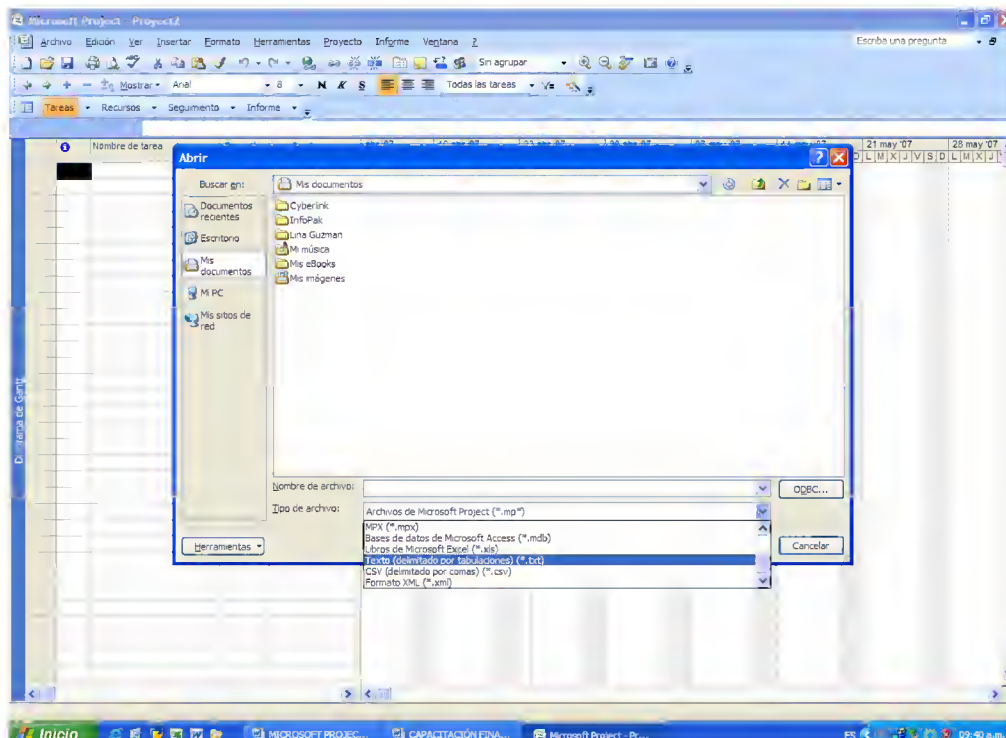 Microsoft Project - Proyect2
Archivo Edición Ver Insertar Formato Herramientas Proyecto Informe Ventana ?
Escriba una pregunta
Sin agrupar
Mostrar Arial 8 N K S Todas las tareas
Tareas Recursos Seguimiento Informe
Nombre de tarea
21 may '07 28 may '07
D L M X J V S D L M X J
Abrir
Buscar en: Mis documentos
Documentos recientes
Escritorio
Mis documentos
Mi PC
Mis sitios de red
Cyberlink
InfoPak
Lina Guzman
Mi música
Mis eBooks
Mis imágenes
Diagrama de Gantt
Nombre de archivo:
ODBC...
Tipo de archivo: Archivos de Microsoft Project (*.mp*)
MPX (*.mpx)
Bases de datos de Microsoft Access (*.mdb)
Libros de Microsoft Excel (*.xls)
Texto (delimitado por tabulaciones) (*.txt)
CSV (delimitado por comas) (*.csv)
Formato XML (*.xml)
Herramientas
Cancelar
Inicio
MICROSOFT PROJEC...
CAPACITACIÓN FINA...
Microsoft Project - Pr...
ES
09:40 a.m.